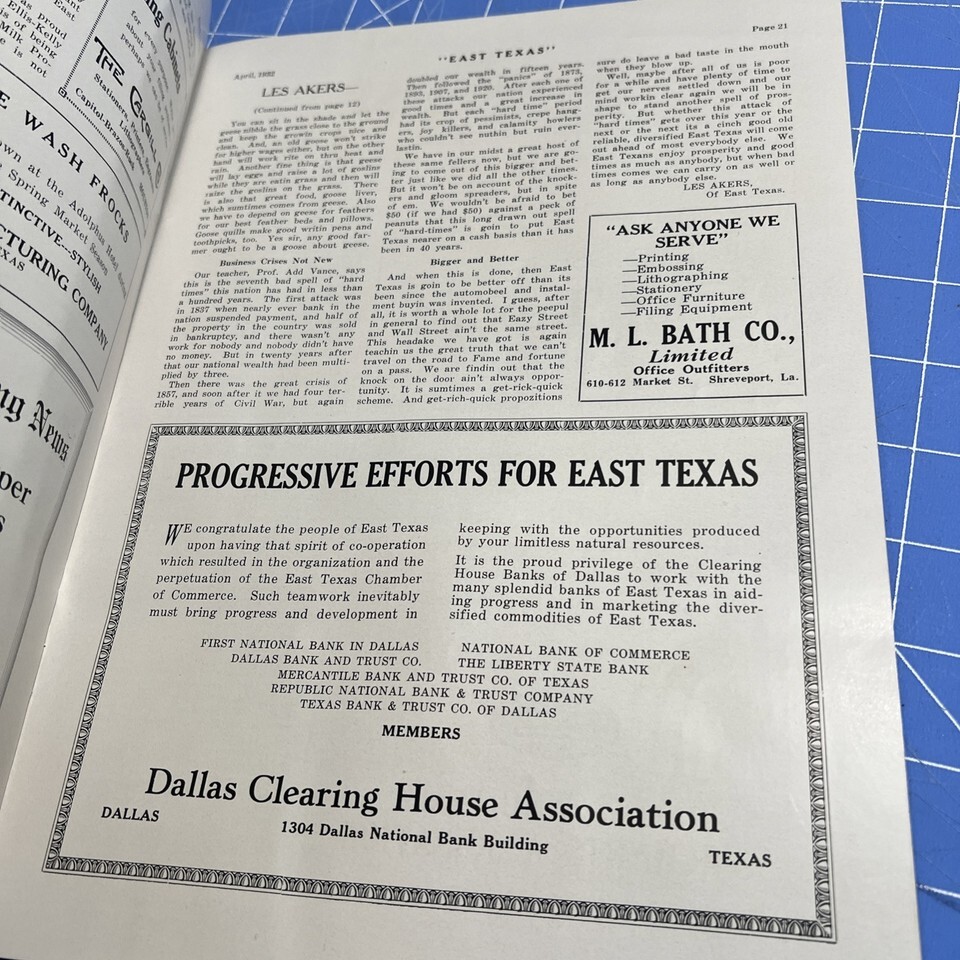 proud
Ellis-Kelly
is of being
Milk Pro-
e is not
for every
about
perhaps
THE
Stationers,
WASH FROCKS
own at the Adolphus Hotel
Spring Market Season
DISTINCTIVE—STYLISH
CTURING COMPANY
EXAS
ng News
per
s
April, 1932
"EAST TEXAS"
Page 21
LES AKERS—
(Continued from page 12)
You can sit in the shade and let the
geese nibble the grass close to the ground
and keep the growin crops nice and
clean. And, an old goose won't strike
for higher wages either, but on the other
hand will work rite on thru heat and
rain. Another fine thing is that geese
will lay eggs and raise a lot of goslins
while they are eatin grass and then will
raise the goslins on the grass. There
is also that great food, goose liver,
which sumtimes comes from geese. Also
we have to depend on geese for feathers
for our best feather beds and pillows.
Goose quills make good writin pens and
toothpicks, too. Yes sir, any good far-
mer ought to be a goose about geese.
Business Crises Not New
Our teacher, Prof. Add Vance, says
this is the seventh bad spell of "hard
times" this nation has had in less than
a hundred years. The first attack was
in 1837 when nearly ever bank in the
nation suspended payment, and half of
the property in the country was sold
in bankruptcy, and there wasn't any
work for nobody and nobody didn't have
no money. But in twenty years after
that our national wealth had been multi-
plied by three.
Then there was the great crisis of
1857, and soon after it we had four ter-
rible years of Civil War, but again
doubled our wealth in fifteen years.
Then followed the "panics" of 1873,
1893, 1907, and 1920. After each one of
these attacks our nation experienced
good times and a great increase in
wealth. But each "hard time" period
had its crop of pessimists, crepe hang-
ers, joy killers, and calamity howlers
who couldn't see nuthin but ruin ever-
lastin.
We have in our midst a great host of
these same fellers now, but we are go-
ing to come out of this bigger and bet-
ter just like we did all the other times.
But it won't be on account of the knock-
ers and gloom spreaders, but in spite
of em. We wouldn't be afraid to bet
$50 (if we had $50) against a peck of
peanuts that this long drawn out spell
of "hard-times" is goin to put East
Texas nearer on a cash basis than it has
been in 40 years.
Bigger and Better
And when this is done, then East
Texas is goin to be better off than its
been since the automobeel and instal-
ment buyin was invented. I guess, after
all, it is worth a whole lot for the peepul
in general to find out that Eazy Street
and Wall Street ain't the same street.
This headake we have got is again
teachin us the great truth that we can't
travel on the road to Fame and fortune
on a pass. We are findin out that the
knock on the door ain't always oppor-
tunity. It is sumtimes a get-rick-quick
scheme. And get-rich-quick propozitions
sure do leave a bad taste in the mouth
when they blow up.
Well, maybe after all of us is poor
for a while and have plenty of time to
get our nerves settled down and our
mind workin clear again we will be in
shape to stand another spell of pros-
perity. But whether this attack of
"hard times" gets over this year or the
next or the next its a cinch good old
reliable, diversified East Texas will come
out ahead of most everybody else. We
East Texans enjoy prosperity and good
times as much as anybody, but when bad
times comes we can carry on as well or
as long as anybody else.
LES AKERS,
Of East Texas.
"ASK ANYONE WE
SERVE"
—Printing
—Embossing
—Lithographing
—Stationery
—Office Furniture
—Filing Equipment
M. L. BATH CO.,
Limited
Office Outfitters
610-612 Market St. Shreveport, La.
PROGRESSIVE EFFORTS FOR EAST TEXAS
WE congratulate the people of East Texas
upon having that spirit of co-operation
which resulted in the organization and the
perpetuation of the East Texas Chamber
of Commerce. Such teamwork inevitably
must bring progress and development in
keeping with the opportunities produced
by your limitless natural resources.
It is the proud privilege of the Clearing
House Banks of Dallas to work with the
many splendid banks of East Texas in aid-
ing progress and in marketing the diver-
sified commodities of East Texas.
FIRST NATIONAL BANK IN DALLAS
NATIONAL BANK OF COMMERCE
DALLAS BANK AND TRUST CO.
THE LIBERTY STATE BANK
MERCANTILE BANK AND TRUST CO. OF TEXAS
REPUBLIC NATIONAL BANK & TRUST COMPANY
TEXAS BANK & TRUST CO. OF DALLAS
MEMBERS
Dallas Clearing House Association
DALLAS
1304 Dallas National Bank Building
TEXAS